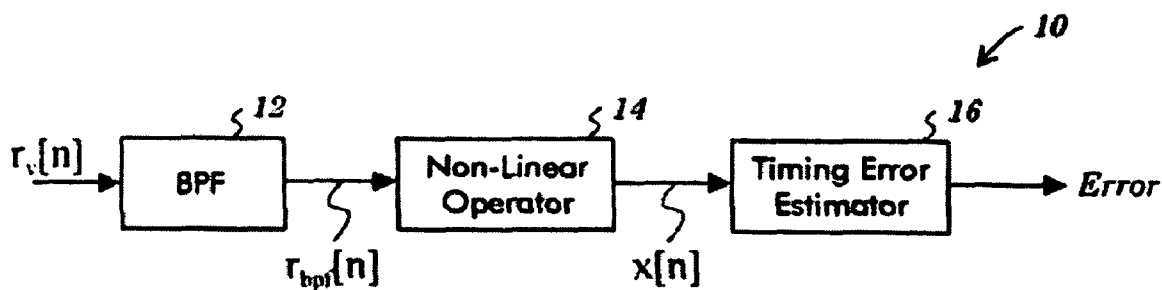 10
12
14
16
r_v[n]
BPF
Non-Linear
Operator
Timing Error
Estimator
Error
r_bpf[n]
x[n]